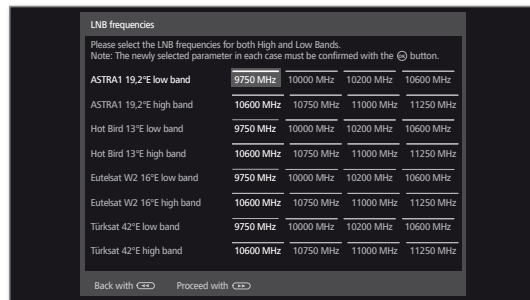 LNB frequencies
Please select the LNB frequencies for both High and Low Bands.
Note: The newly selected parameter in each case must be confirmed with the OK button.
ASTRA1 19,2°E low band 9750 MHz 10000 MHz 10200 MHz 10600 MHz
ASTRA1 19,2°E high band 10600 MHz 10750 MHz 11000 MHz 11250 MHz
Hot Bird 13°E low band 9750 MHz 10000 MHz 10200 MHz 10600 MHz
Hot Bird 13°E high band 10600 MHz 10750 MHz 11000 MHz 11250 MHz
Eutelsat W2 16°E low band 9750 MHz 10000 MHz 10200 MHz 10600 MHz
Eutelsat W2 16°E high band 10600 MHz 10750 MHz 11000 MHz 11250 MHz
Türksat 42°E low band 9750 MHz 10000 MHz 10200 MHz 10600 MHz
Türksat 42°E high band 10600 MHz 10750 MHz 11000 MHz 11250 MHz
Back with Proceed with